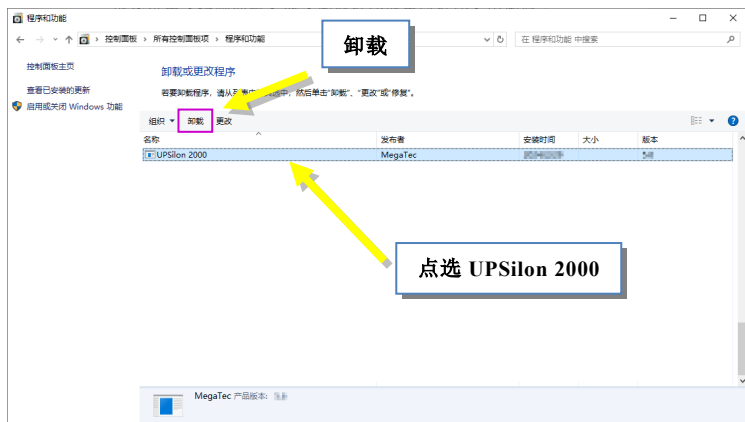 程序和功能
控制面板 › 所有控制面板项 › 程序和功能
在 程序和功能 中搜索
卸载
控制面板主页
查看已安装的更新
启用或关闭 Windows 功能
卸载或更改程序
若要卸载程序，请从列表中将其选中，然后单击"卸载"、"更改"或"修复"。
组织 卸载 更改
名称 发布者 安装时间 大小 版本
UPSilon 2000 MegaTec
点选 UPSilon 2000
MegaTec 产品版本: